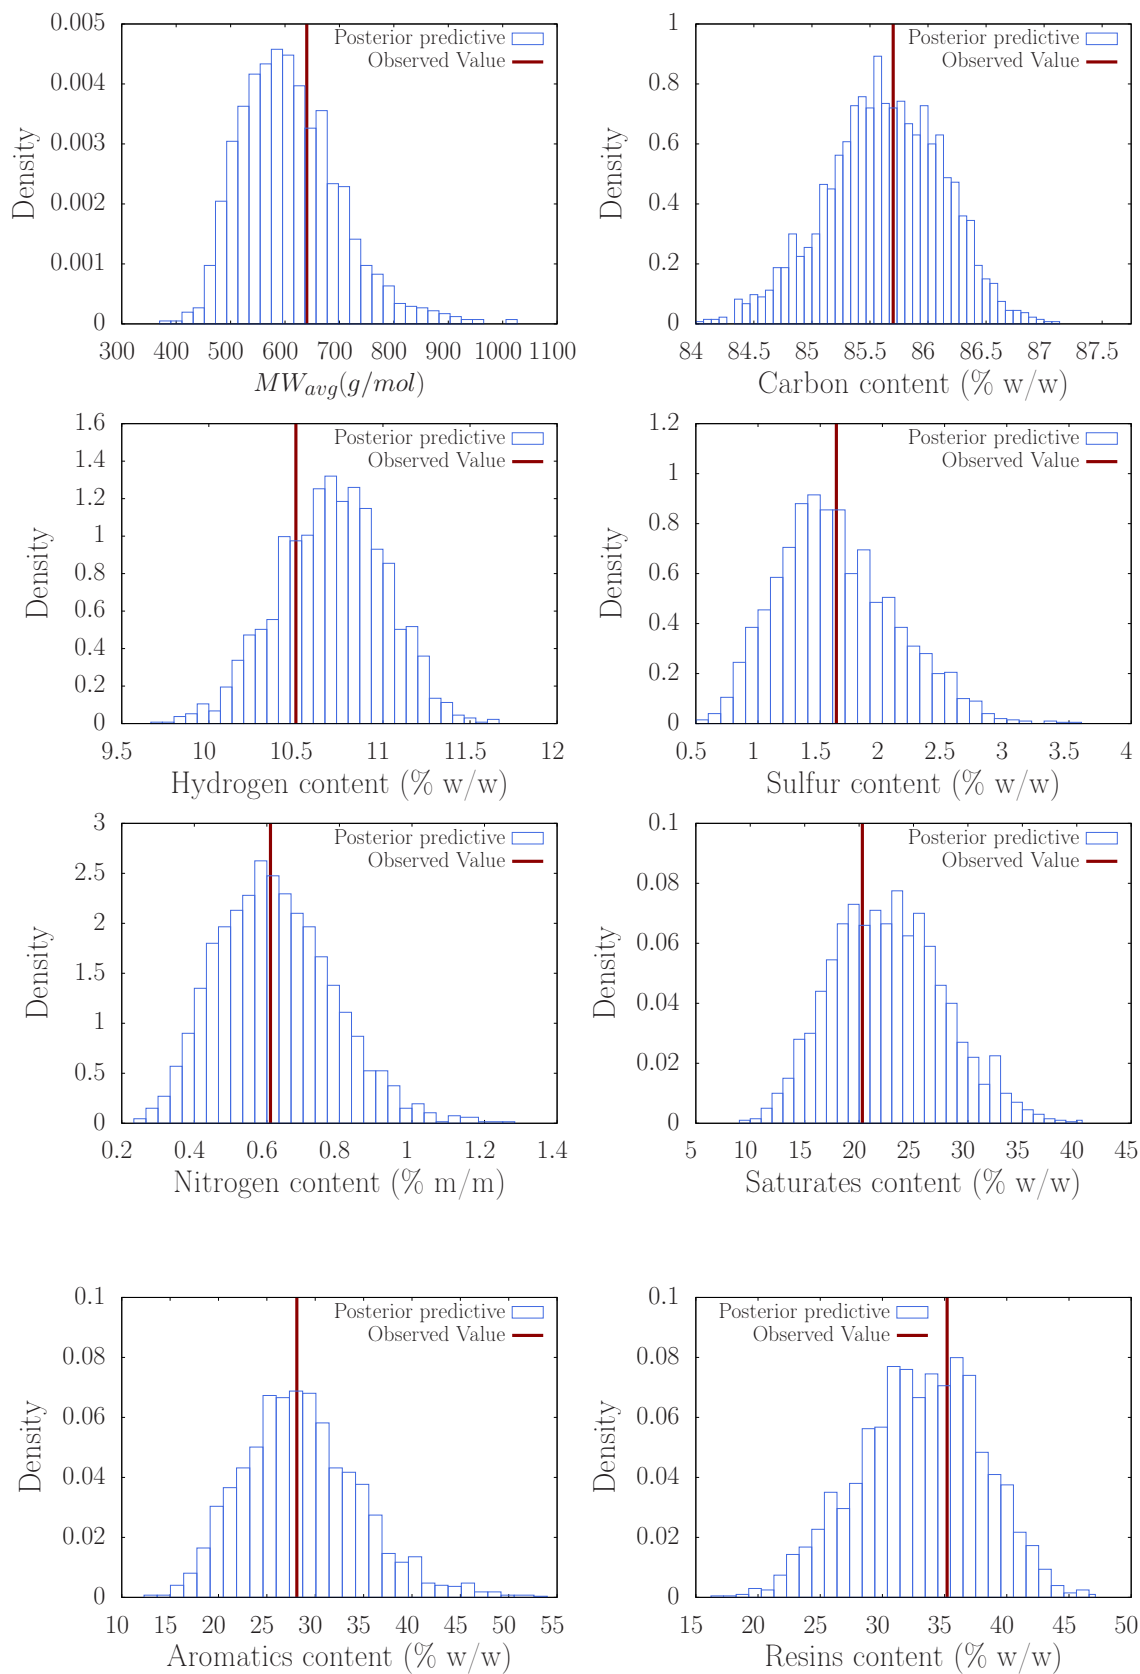 0.005
0.004
0.003
0.002
0.001
0
Density
Posterior predictive
Observed Value
300 400 500 600 700 800 900 1000 1100
MW_avg(g/mol)
1
0.8
0.6
0.4
0.2
0
Density
Posterior predictive
Observed Value
84 84.5 85 85.5 86 86.5 87 87.5
Carbon content (% w/w)
1.6
1.4
1.2
1
0.8
0.6
0.4
0.2
0
Density
Posterior predictive
Observed Value
9.5 10 10.5 11 11.5 12
Hydrogen content (% w/w)
1.2
1
0.8
0.6
0.4
0.2
0
Density
Posterior predictive
Observed Value
0.5 1 1.5 2 2.5 3 3.5 4
Sulfur content (% w/w)
3
2.5
2
1.5
1
0.5
0
Density
Posterior predictive
Observed Value
0.2 0.4 0.6 0.8 1 1.2 1.4
Nitrogen content (% m/m)
0.1
0.08
0.06
0.04
0.02
0
Density
Posterior predictive
Observed Value
5 10 15 20 25 30 35 40 45
Saturates content (% w/w)
0.1
0.08
0.06
0.04
0.02
0
Density
Posterior predictive
Observed Value
10 15 20 25 30 35 40 45 50 55
Aromatics content (% w/w)
0.1
0.08
0.06
0.04
0.02
0
Density
Posterior predictive
Observed Value
15 20 25 30 35 40 45 50
Resins content (% w/w)